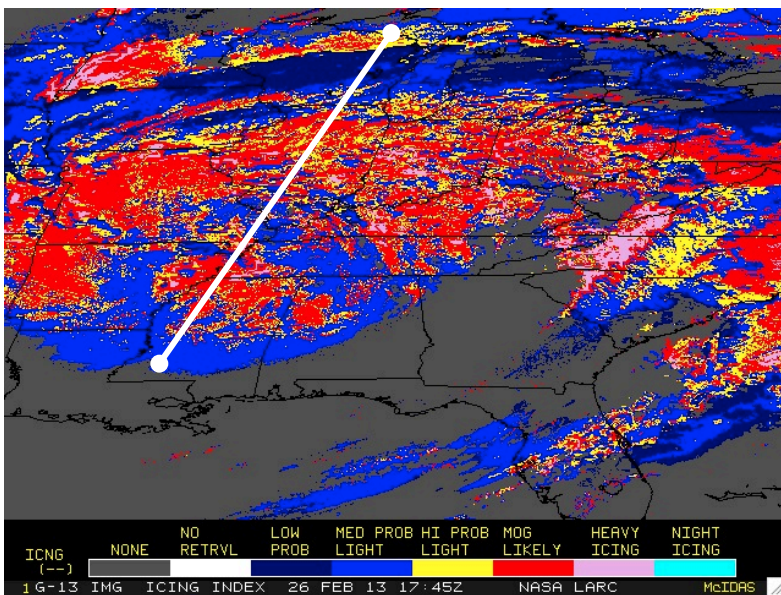 NO LOW MED PROB HI PROB MOG HEAVY NIGHT
ICNG NONE RETRVL PROB LIGHT LIGHT LIKELY ICING ICING
(--)
1 G-13 IMG ICING INDEX 26 FEB 13 17:45Z NASA LARC McIDAS